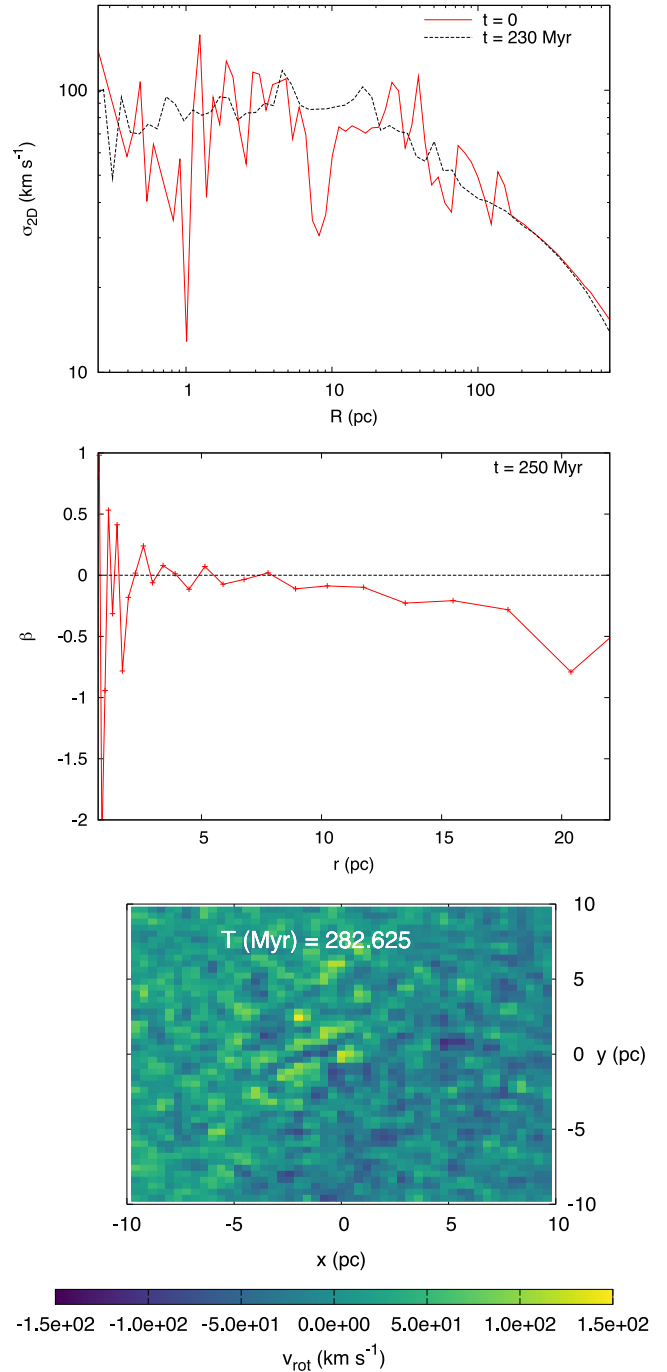 t = 0
t = 230 Myr
100
10
σ2D (km s⁻¹)
1
10
100
R (pc)
t = 250 Myr
1
0.5
0
-0.5
-1
-1.5
-2
β
5
10
15
20
r (pc)
T (Myr) = 282.625
10
5
0
-5
-10
y (pc)
-10
-5
0
5
10
x (pc)
-1.5e+02 -1.0e+02 -5.0e+01 0.0e+00 5.0e+01 1.0e+02 1.5e+02
vrot (km s⁻¹)